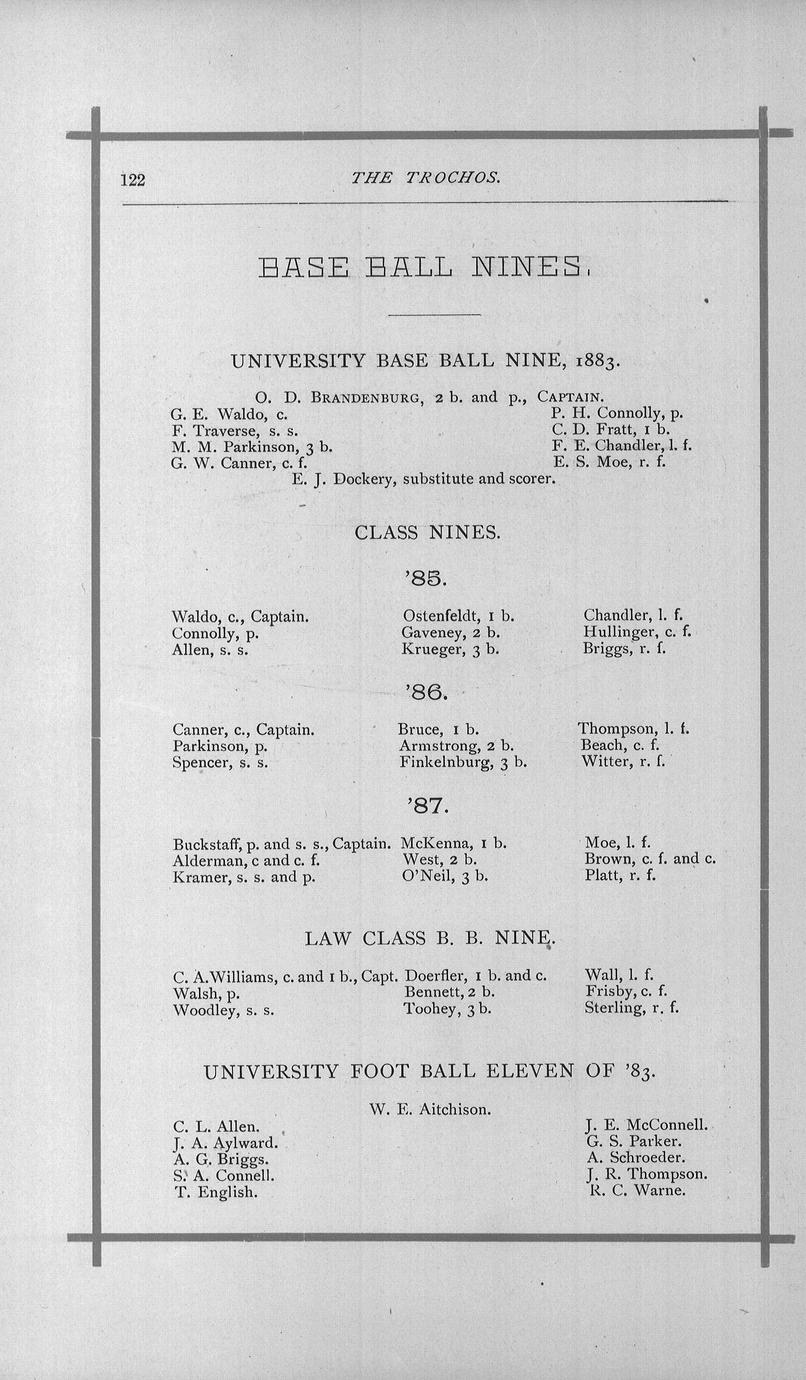 122 THE TROCHOS.
BASE BALL NINES.
UNIVERSITY BASE BALL NINE, 1883.
O. D. BRANDENBURG, 2 b. and p., CAPTAIN.
G. E. Waldo, c. P. H. Connolly, p.
F. Traverse, s. s. C. D. Fratt, 1 b.
M. M. Parkinson, 3 b. F. E. Chandler, l. f.
G. W. Canner, c. f. E. S. Moe, r. f.
E. J. Dockery, substitute and scorer.
CLASS NINES.
'85.
Waldo, c., Captain. Ostenfeldt, 1 b. Chandler, l. f.
Connolly, p. Gaveney, 2 b. Hullinger, c. f.
Allen, s. s. Krueger, 3 b. Briggs, r. f.
'86.
Canner, c., Captain. Bruce, 1 b. Thompson, l. f.
Parkinson, p. Armstrong, 2 b. Beach, c. f.
Spencer, s. s. Finkelnburg, 3 b. Witter, r. f.
'87.
Buckstaff, p. and s. s., Captain. McKenna, 1 b. Moe, l. f.
Alderman, c and c. f. West, 2 b. Brown, c. f. and c.
Kramer, s. s. and p. O'Neil, 3 b. Platt, r. f.
LAW CLASS B. B. NINE.
C. A. Williams, c. and 1 b., Capt. Doerfler, 1 b. and c. Wall, l. f.
Walsh, p. Bennett, 2 b. Frisby, c. f.
Woodley, s. s. Toohey, 3 b. Sterling, r. f.
UNIVERSITY FOOT BALL ELEVEN OF '83.
W. E. Aitchison.
C. L. Allen. J. E. McConnell.
J. A. Aylward. G. S. Parker.
A. G. Briggs. A. Schroeder.
S. A. Connell. J. R. Thompson.
T. English. R. C. Warne.